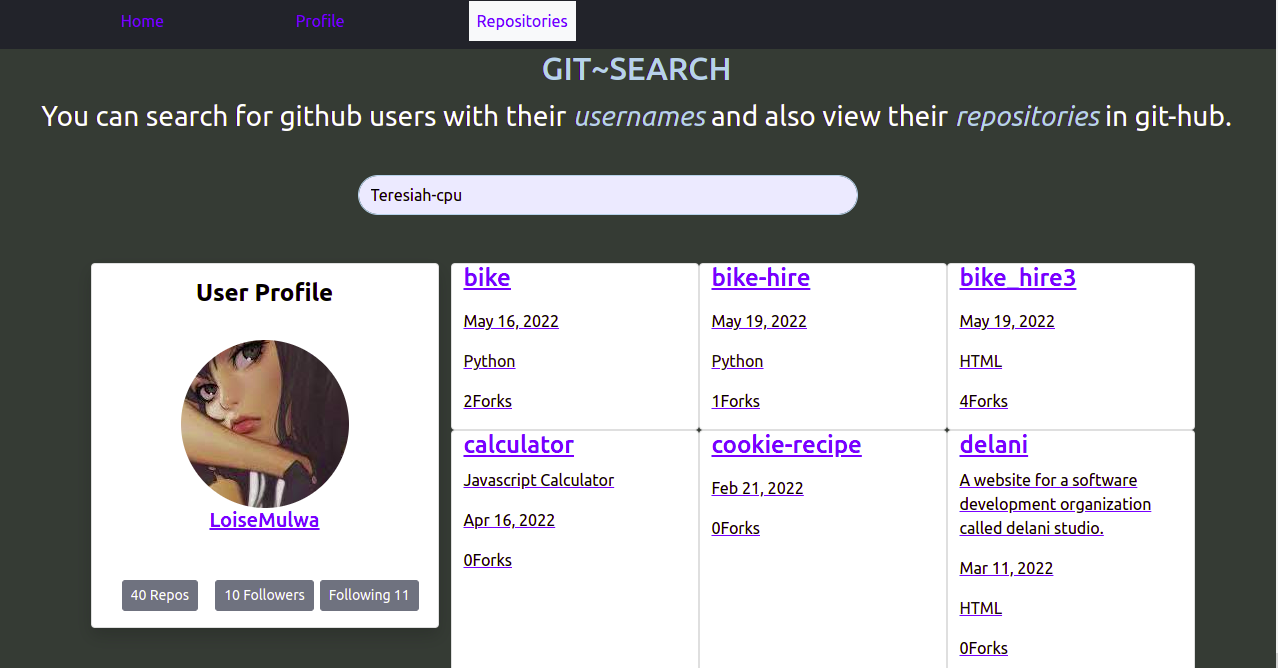 Home Profile Repositories
GIT~SEARCH
You can search for github users with their usernames and also view their repositories in git-hub.
Teresiah-cpu
User Profile
LoiseMulwa
40 Repos 10 Followers Following 11
bike
May 16, 2022
Python
2Forks
bike-hire
May 19, 2022
Python
1Forks
bike_hire3
May 19, 2022
HTML
4Forks
calculator
Javascript Calculator
Apr 16, 2022
0Forks
cookie-recipe
Feb 21, 2022
0Forks
delani
A website for a software
development organization
called delani studio.
Mar 11, 2022
HTML
0Forks